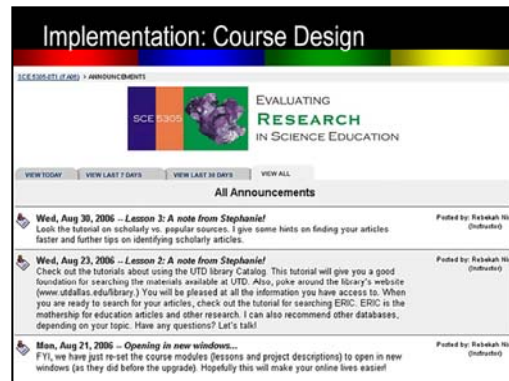 Implementation: Course Design
SCE 5305-0T1 (FA06) > ANNOUNCEMENTS
SCE 5305
EVALUATING
RESEARCH
IN SCIENCE EDUCATION
VIEW TODAY VIEW LAST 7 DAYS VIEW LAST 30 DAYS VIEW ALL
All Announcements
Wed, Aug 30, 2006 -- Lesson 3: A note from Stephanie! Posted by: Rebekah Ni
Look the tutorial on scholarly vs. popular sources. I give some hints on finding your articles (Instructor)
faster and further tips on identifying scholarly articles.
Wed, Aug 23, 2006 -- Lesson 2: A note from Stephanie! Posted by: Rebekah Ni
Check out the tutorials about using the UTD library Catalog. This tutorial will give you a good (Instructor)
foundation for searching the materials available at UTD. Also, poke around the library's website
(www.utdallas.edu/library.) You will be pleased at all the information you have access to. When
you are ready to search for your articles, check out the tutorial for searching ERIC. ERIC is the
mothership for education articles and other research. I can also recommend other databases,
depending on your topic. Have any questions? Let's talk!
Mon, Aug 21, 2006 -- Opening in new windows... Posted by: Rebekah Ni
FYI, we have just re-set the course modules (lessons and project descriptions) to open in new (Instructor)
windows (as they did before the upgrade). Hopefully this will make your online lives easier!